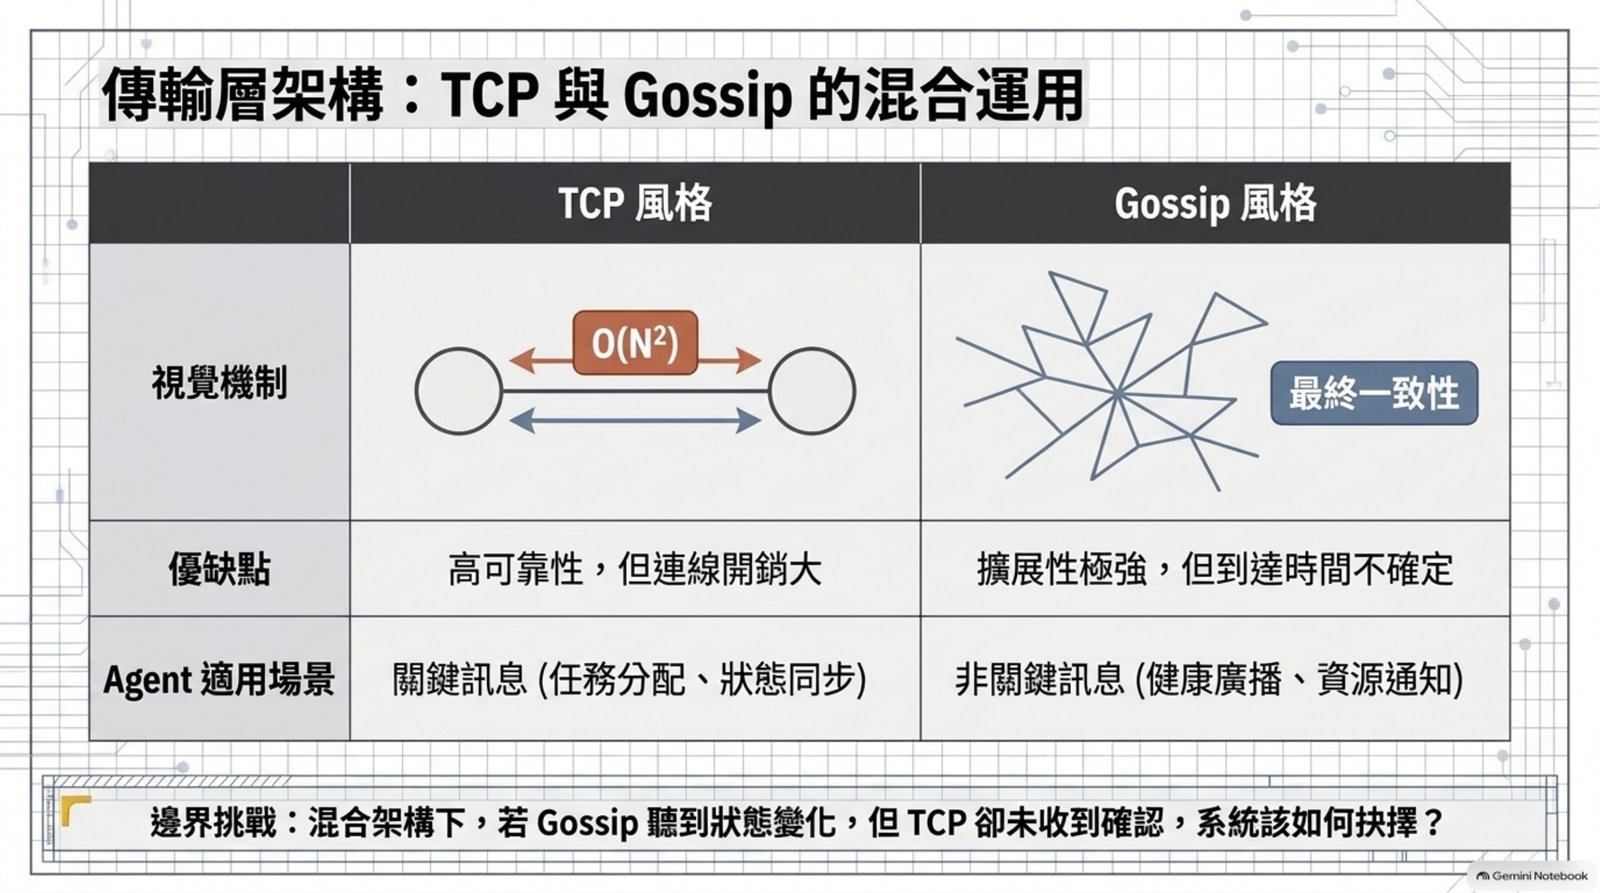 傳輸層架構：TCP 與 Gossip 的混合運用
TCP 風格
Gossip 風格
視覺機制
O(N²)
最終一致性
優缺點
高可靠性，但連線開銷大
擴展性極強，但到達時間不確定
Agent 適用場景
關鍵訊息 (任務分配、狀態同步)
非關鍵訊息 (健康廣播、資源通知)
邊界挑戰：混合架構下，若 Gossip 聽到狀態變化，但 TCP 卻未收到確認，系統該如何抉擇？
Gemini Notebook